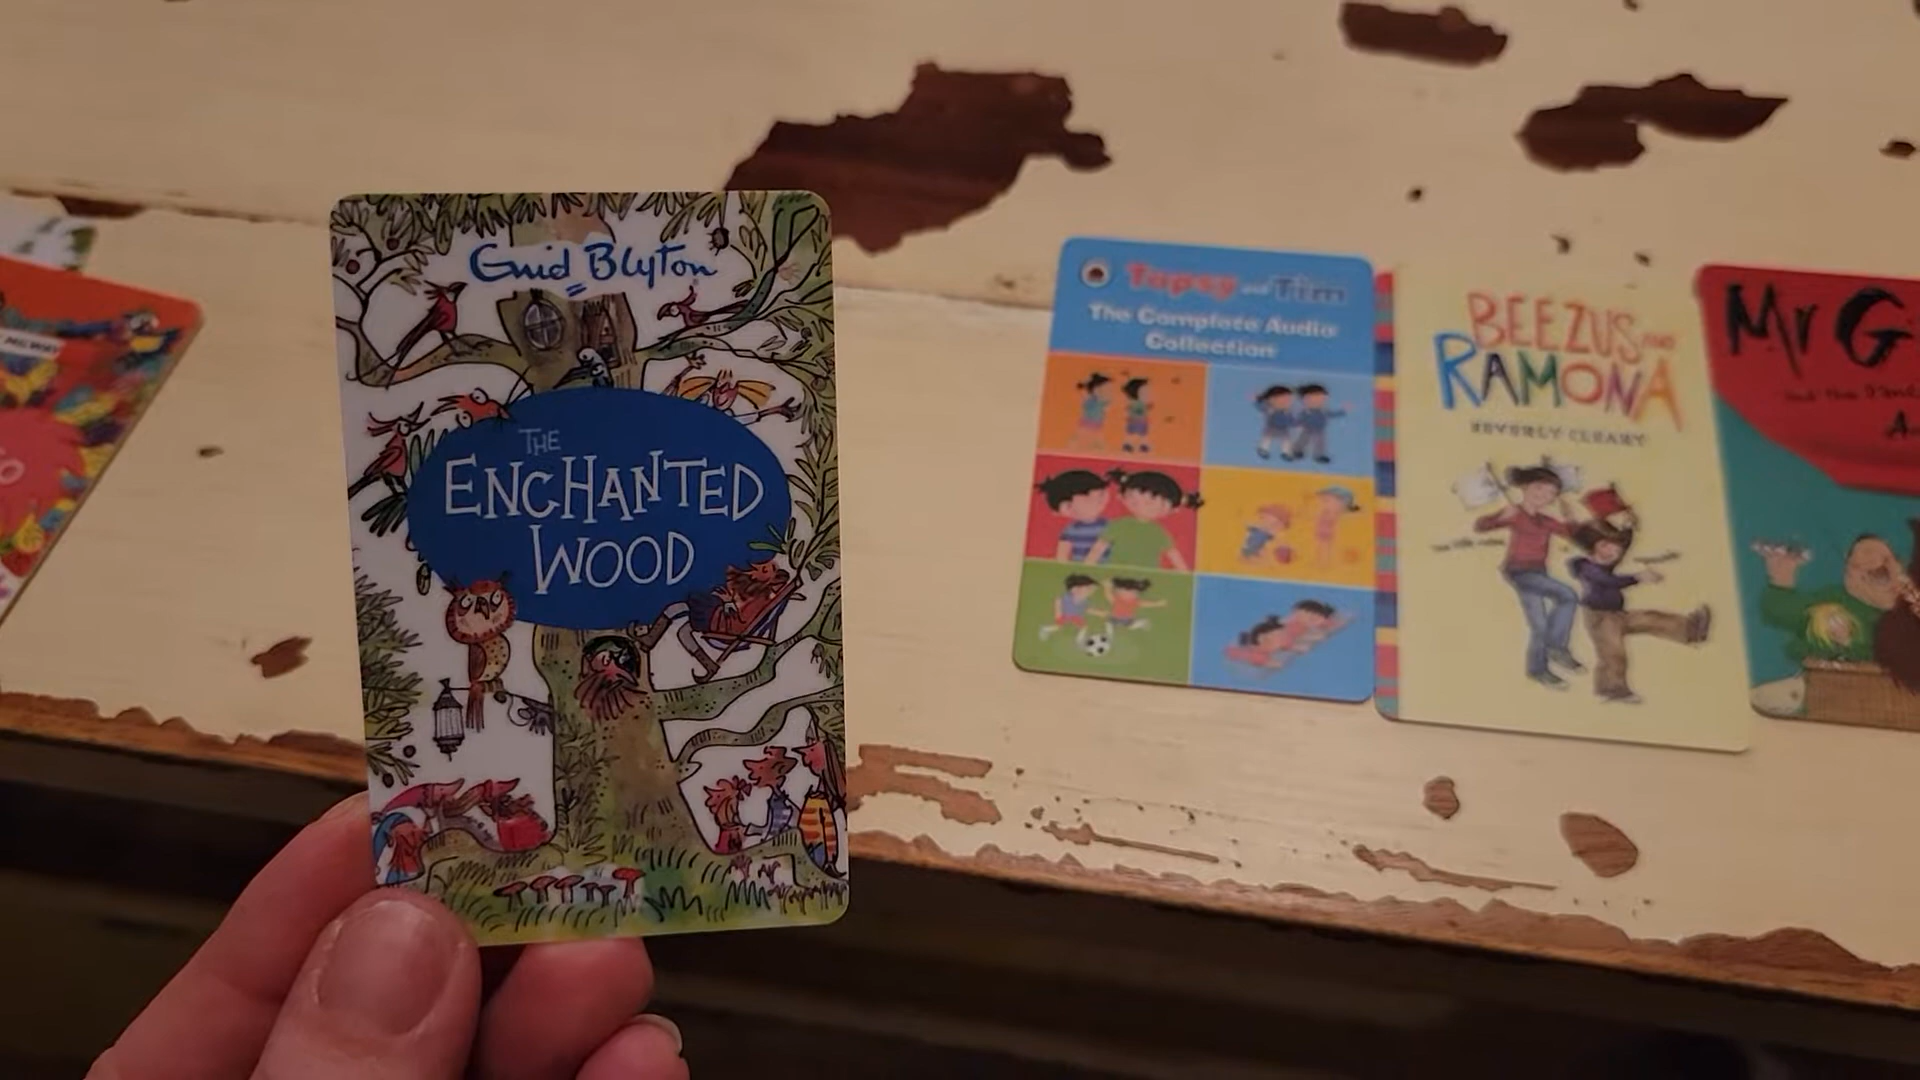 Enid Blyton
THE
ENCHANTED
WOOD
Topsy and Tim
The Complete Audio
Collection
BEEZUS AND
RAMONA
BEVERLY CLEARY
Mr G